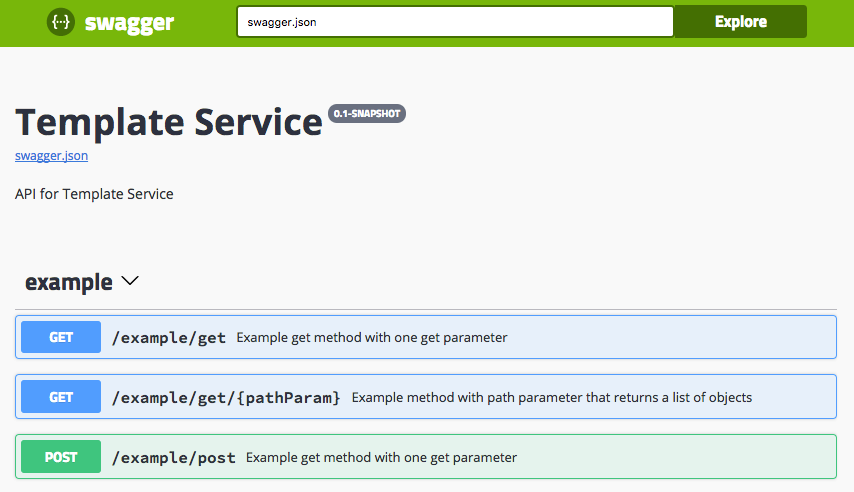 {···} swagger
swagger.json
Explore
Template Service 0.1-SNAPSHOT
swagger.json
API for Template Service
example
GET /example/get Example get method with one get parameter
GET /example/get/{pathParam} Example method with path parameter that returns a list of objects
POST /example/post Example get method with one get parameter